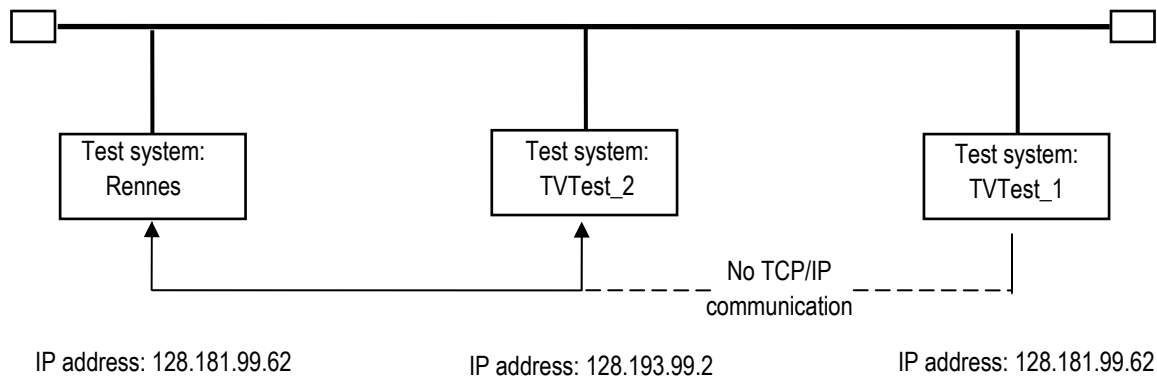 Test system:
Rennes
Test system:
TVTest_2
Test system:
TVTest_1
No TCP/IP
communication
IP address: 128.181.99.62
IP address: 128.193.99.2
IP address: 128.181.99.62